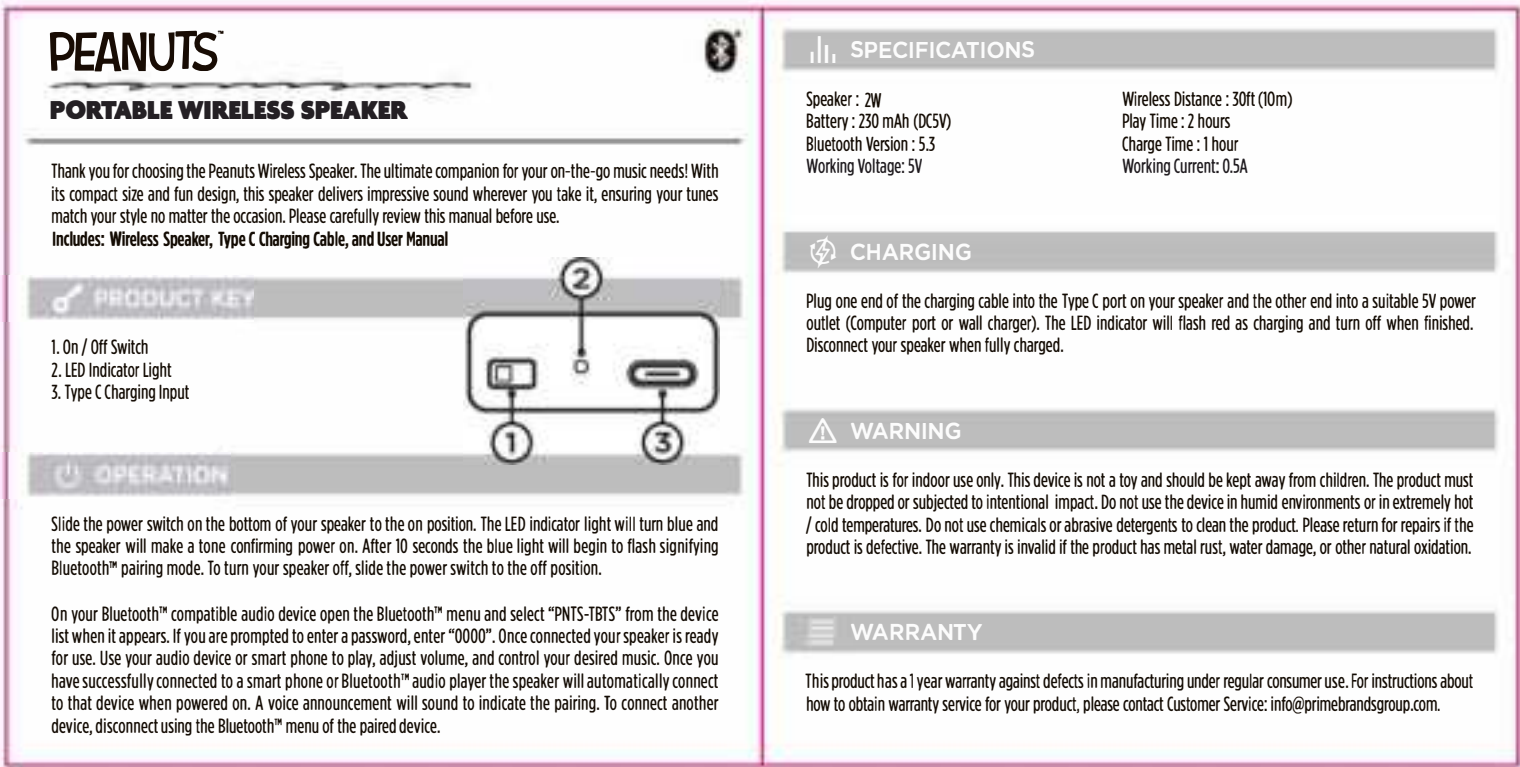 PEANUTS™
PORTABLE WIRELESS SPEAKER
Thank you for choosing the Peanuts Wireless Speaker. The ultimate companion for your on-the-go music needs! With
its compact size and fun design, this speaker delivers impressive sound wherever you take it, ensuring your tunes
match your style no matter the occasion. Please carefully review this manual before use.
Includes: Wireless Speaker, Type C Charging Cable, and User Manual
PRODUCT KEY
1. On / Off Switch
2. LED Indicator Light
3. Type C Charging Input
2
1
3
OPERATION
Slide the power switch on the bottom of your speaker to the on position. The LED indicator light will turn blue and
the speaker will make a tone confirming power on. After 10 seconds the blue light will begin to flash signifying
Bluetooth™ pairing mode. To turn your speaker off, slide the power switch to the off position.
On your Bluetooth™ compatible audio device open the Bluetooth™ menu and select “PNTS-TBTS” from the device
list when it appears. If you are prompted to enter a password, enter “0000”. Once connected your speaker is ready
for use. Use your audio device or smart phone to play, adjust volume, and control your desired music. Once you
have successfully connected to a smart phone or Bluetooth™ audio player the speaker will automatically connect
to that device when powered on. A voice announcement will sound to indicate the pairing. To connect another
device, disconnect using the Bluetooth™ menu of the paired device.
SPECIFICATIONS
Speaker : 2W
Battery : 230 mAh (DC5V)
Bluetooth Version : 5.3
Working Voltage: 5V
Wireless Distance : 30ft (10m)
Play Time : 2 hours
Charge Time : 1 hour
Working Current: 0.5A
CHARGING
Plug one end of the charging cable into the Type C port on your speaker and the other end into a suitable 5V power
outlet (Computer port or wall charger). The LED indicator will flash red as charging and turn off when finished.
Disconnect your speaker when fully charged.
WARNING
This product is for indoor use only. This device is not a toy and should be kept away from children. The product must
not be dropped or subjected to intentional impact. Do not use the device in humid environments or in extremely hot
/ cold temperatures. Do not use chemicals or abrasive detergents to clean the product. Please return for repairs if the
product is defective. The warranty is invalid if the product has metal rust, water damage, or other natural oxidation.
WARRANTY
This product has a 1 year warranty against defects in manufacturing under regular consumer use. For instructions about
how to obtain warranty service for your product, please contact Customer Service: info@primebrandsgroup.com.